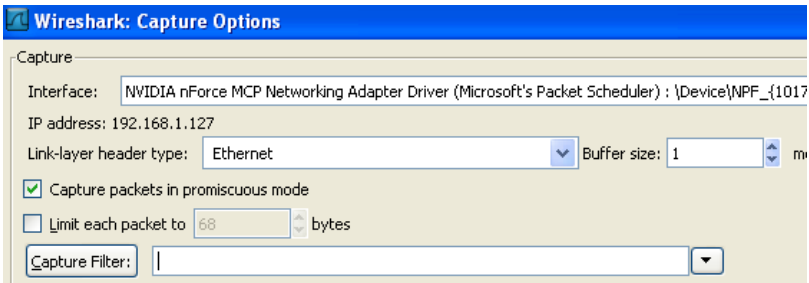 Wireshark: Capture Options
Capture
Interface: NVIDIA nForce MCP Networking Adapter Driver (Microsoft's Packet Scheduler) : \Device\NPF_{1017
IP address: 192.168.1.127
Link-layer header type: Ethernet Buffer size: 1
Capture packets in promiscuous mode
Limit each packet to 68 bytes
Capture Filter: